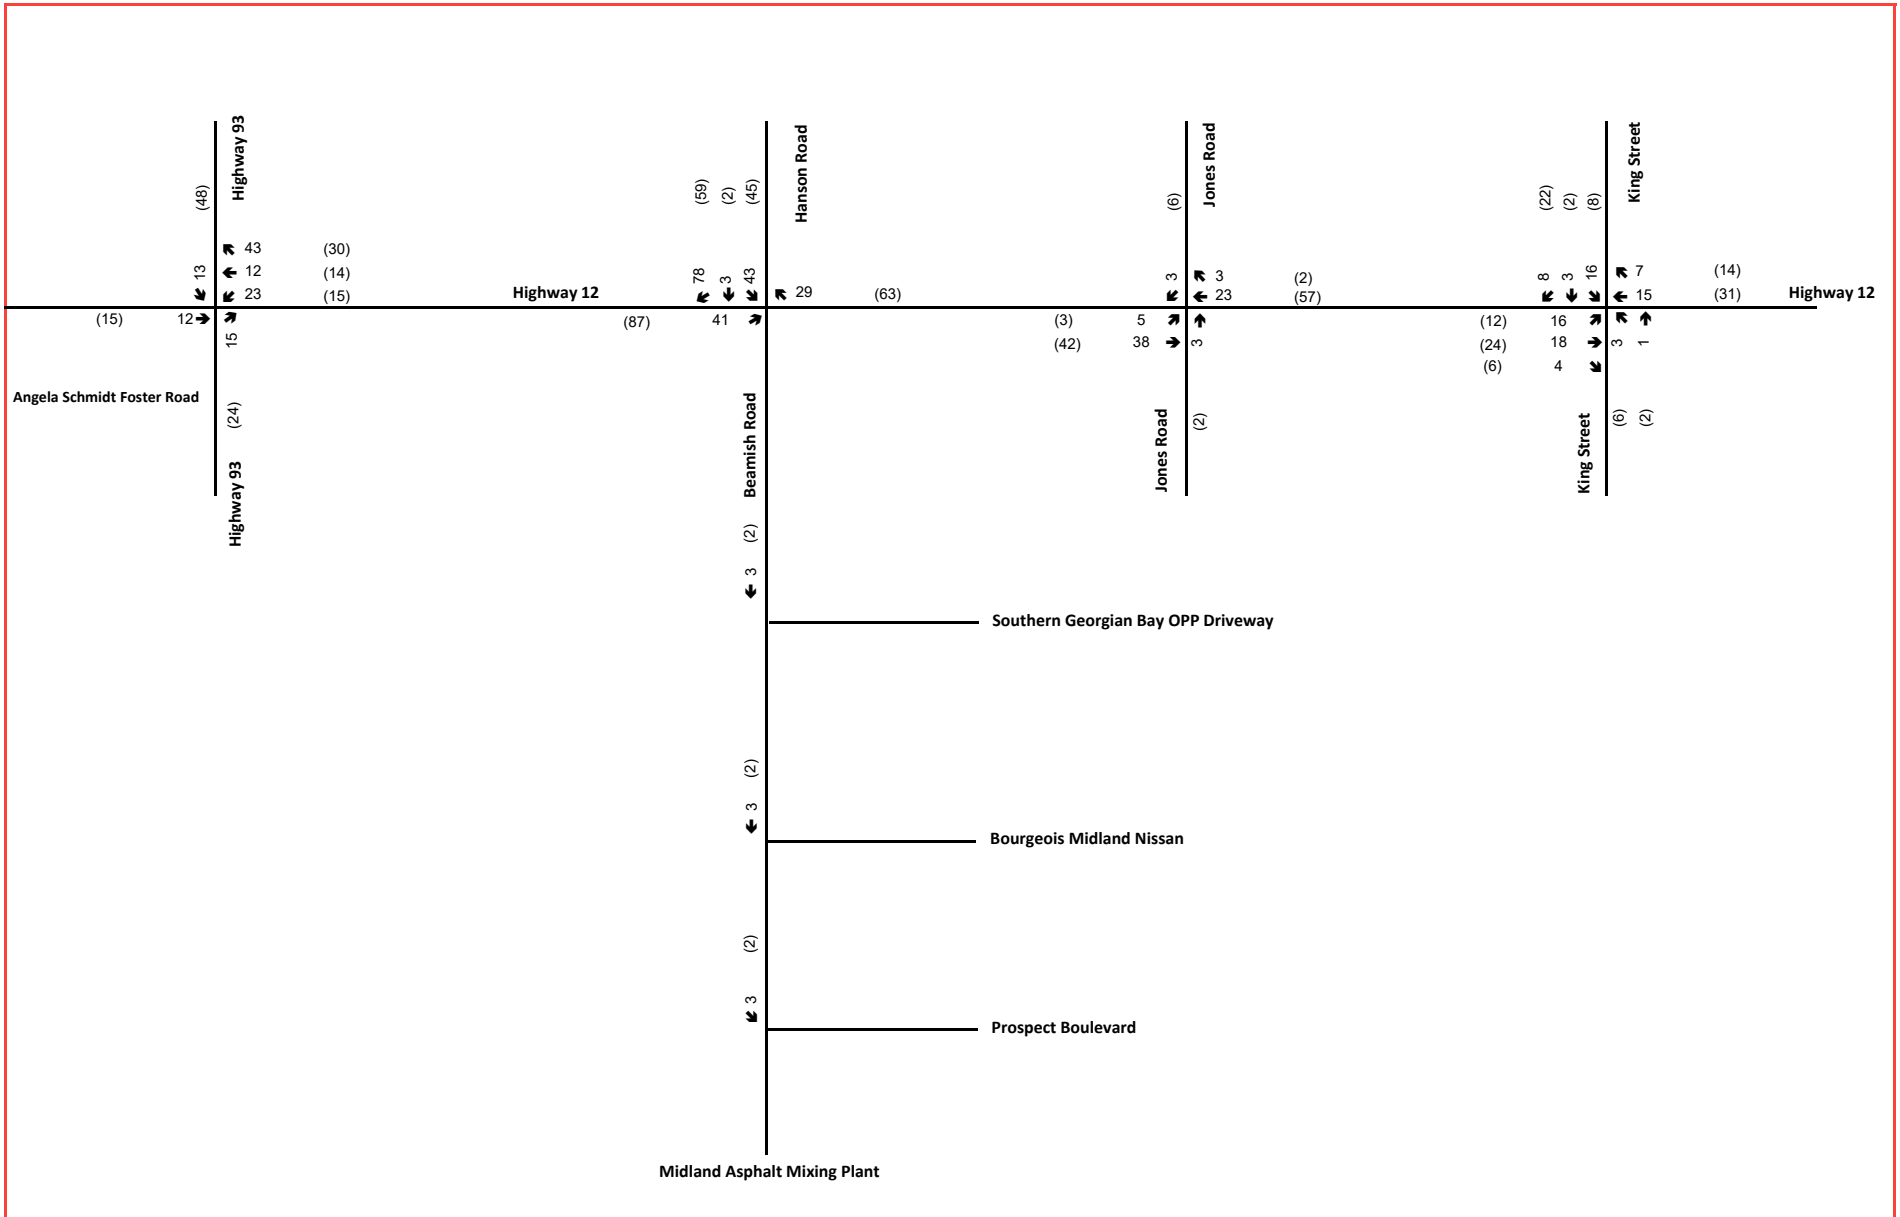 Highway 93
(48)
13
43 (30)
12 (14)
23 (15)
(15) 12
15
(24)
Angela Schmidt Foster Road
Highway 93
Highway 12
Hanson Road
(59) (2) (45)
78 3 43
29 (63)
(87) 41
Beamish Road
(2)
3
Southern Georgian Bay OPP Driveway
(2)
3
Bourgeois Midland Nissan
(2)
3
Prospect Boulevard
Midland Asphalt Mixing Plant
Jones Road
(6)
3
3 (2)
23 (57)
(3) 5
(42) 38
3
(2)
Jones Road
King Street
(22) (2) (8)
8 3 16
7 (14)
15 (31)
Highway 12
(12) 16
(24) 18
(6) 4
3 1
(6) (2)
King Street